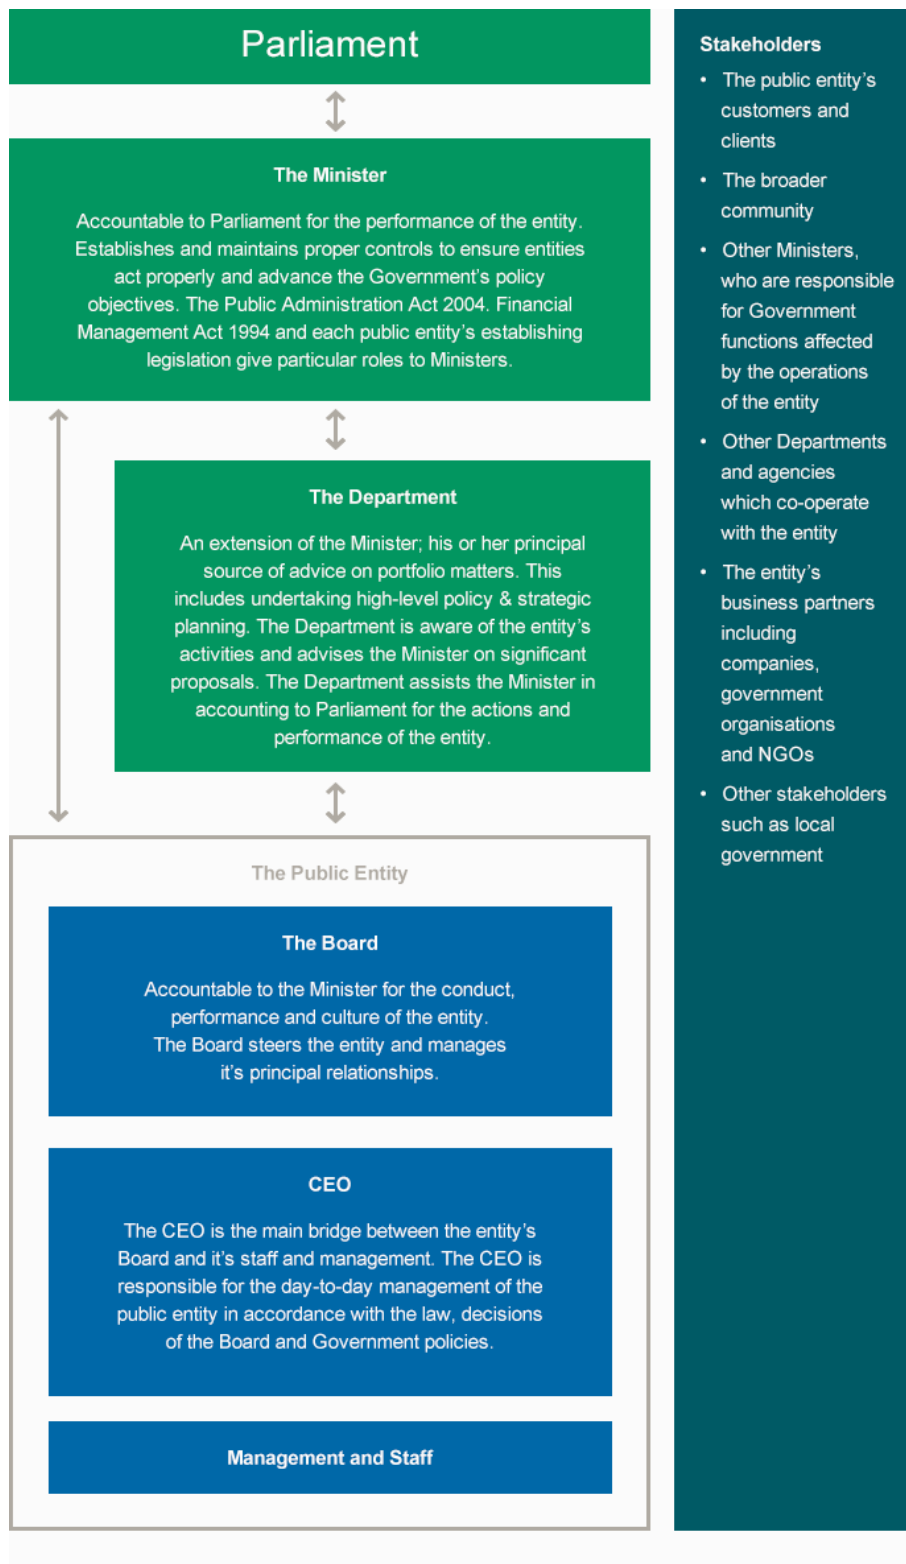 Parliament
The Minister
Accountable to Parliament for the performance of the entity.
Establishes and maintains proper controls to ensure entities
act properly and advance the Government’s policy
objectives. The Public Administration Act 2004. Financial
Management Act 1994 and each public entity’s establishing
legislation give particular roles to Ministers.
The Department
An extension of the Minister; his or her principal
source of advice on portfolio matters. This
includes undertaking high-level policy & strategic
planning. The Department is aware of the entity’s
activities and advises the Minister on significant
proposals. The Department assists the Minister in
accounting to Parliament for the actions and
performance of the entity.
The Public Entity
The Board
Accountable to the Minister for the conduct,
performance and culture of the entity.
The Board steers the entity and manages
it’s principal relationships.
CEO
The CEO is the main bridge between the entity’s
Board and it’s staff and management. The CEO is
responsible for the day-to-day management of the
public entity in accordance with the law, decisions
of the Board and Government policies.
Management and Staff
Stakeholders
• The public entity’s
customers and
clients
• The broader
community
• Other Ministers,
who are responsible
for Government
functions affected
by the operations
of the entity
• Other Departments
and agencies
which co-operate
with the entity
• The entity’s
business partners
including
companies,
government
organisations
and NGOs
• Other stakeholders
such as local
government